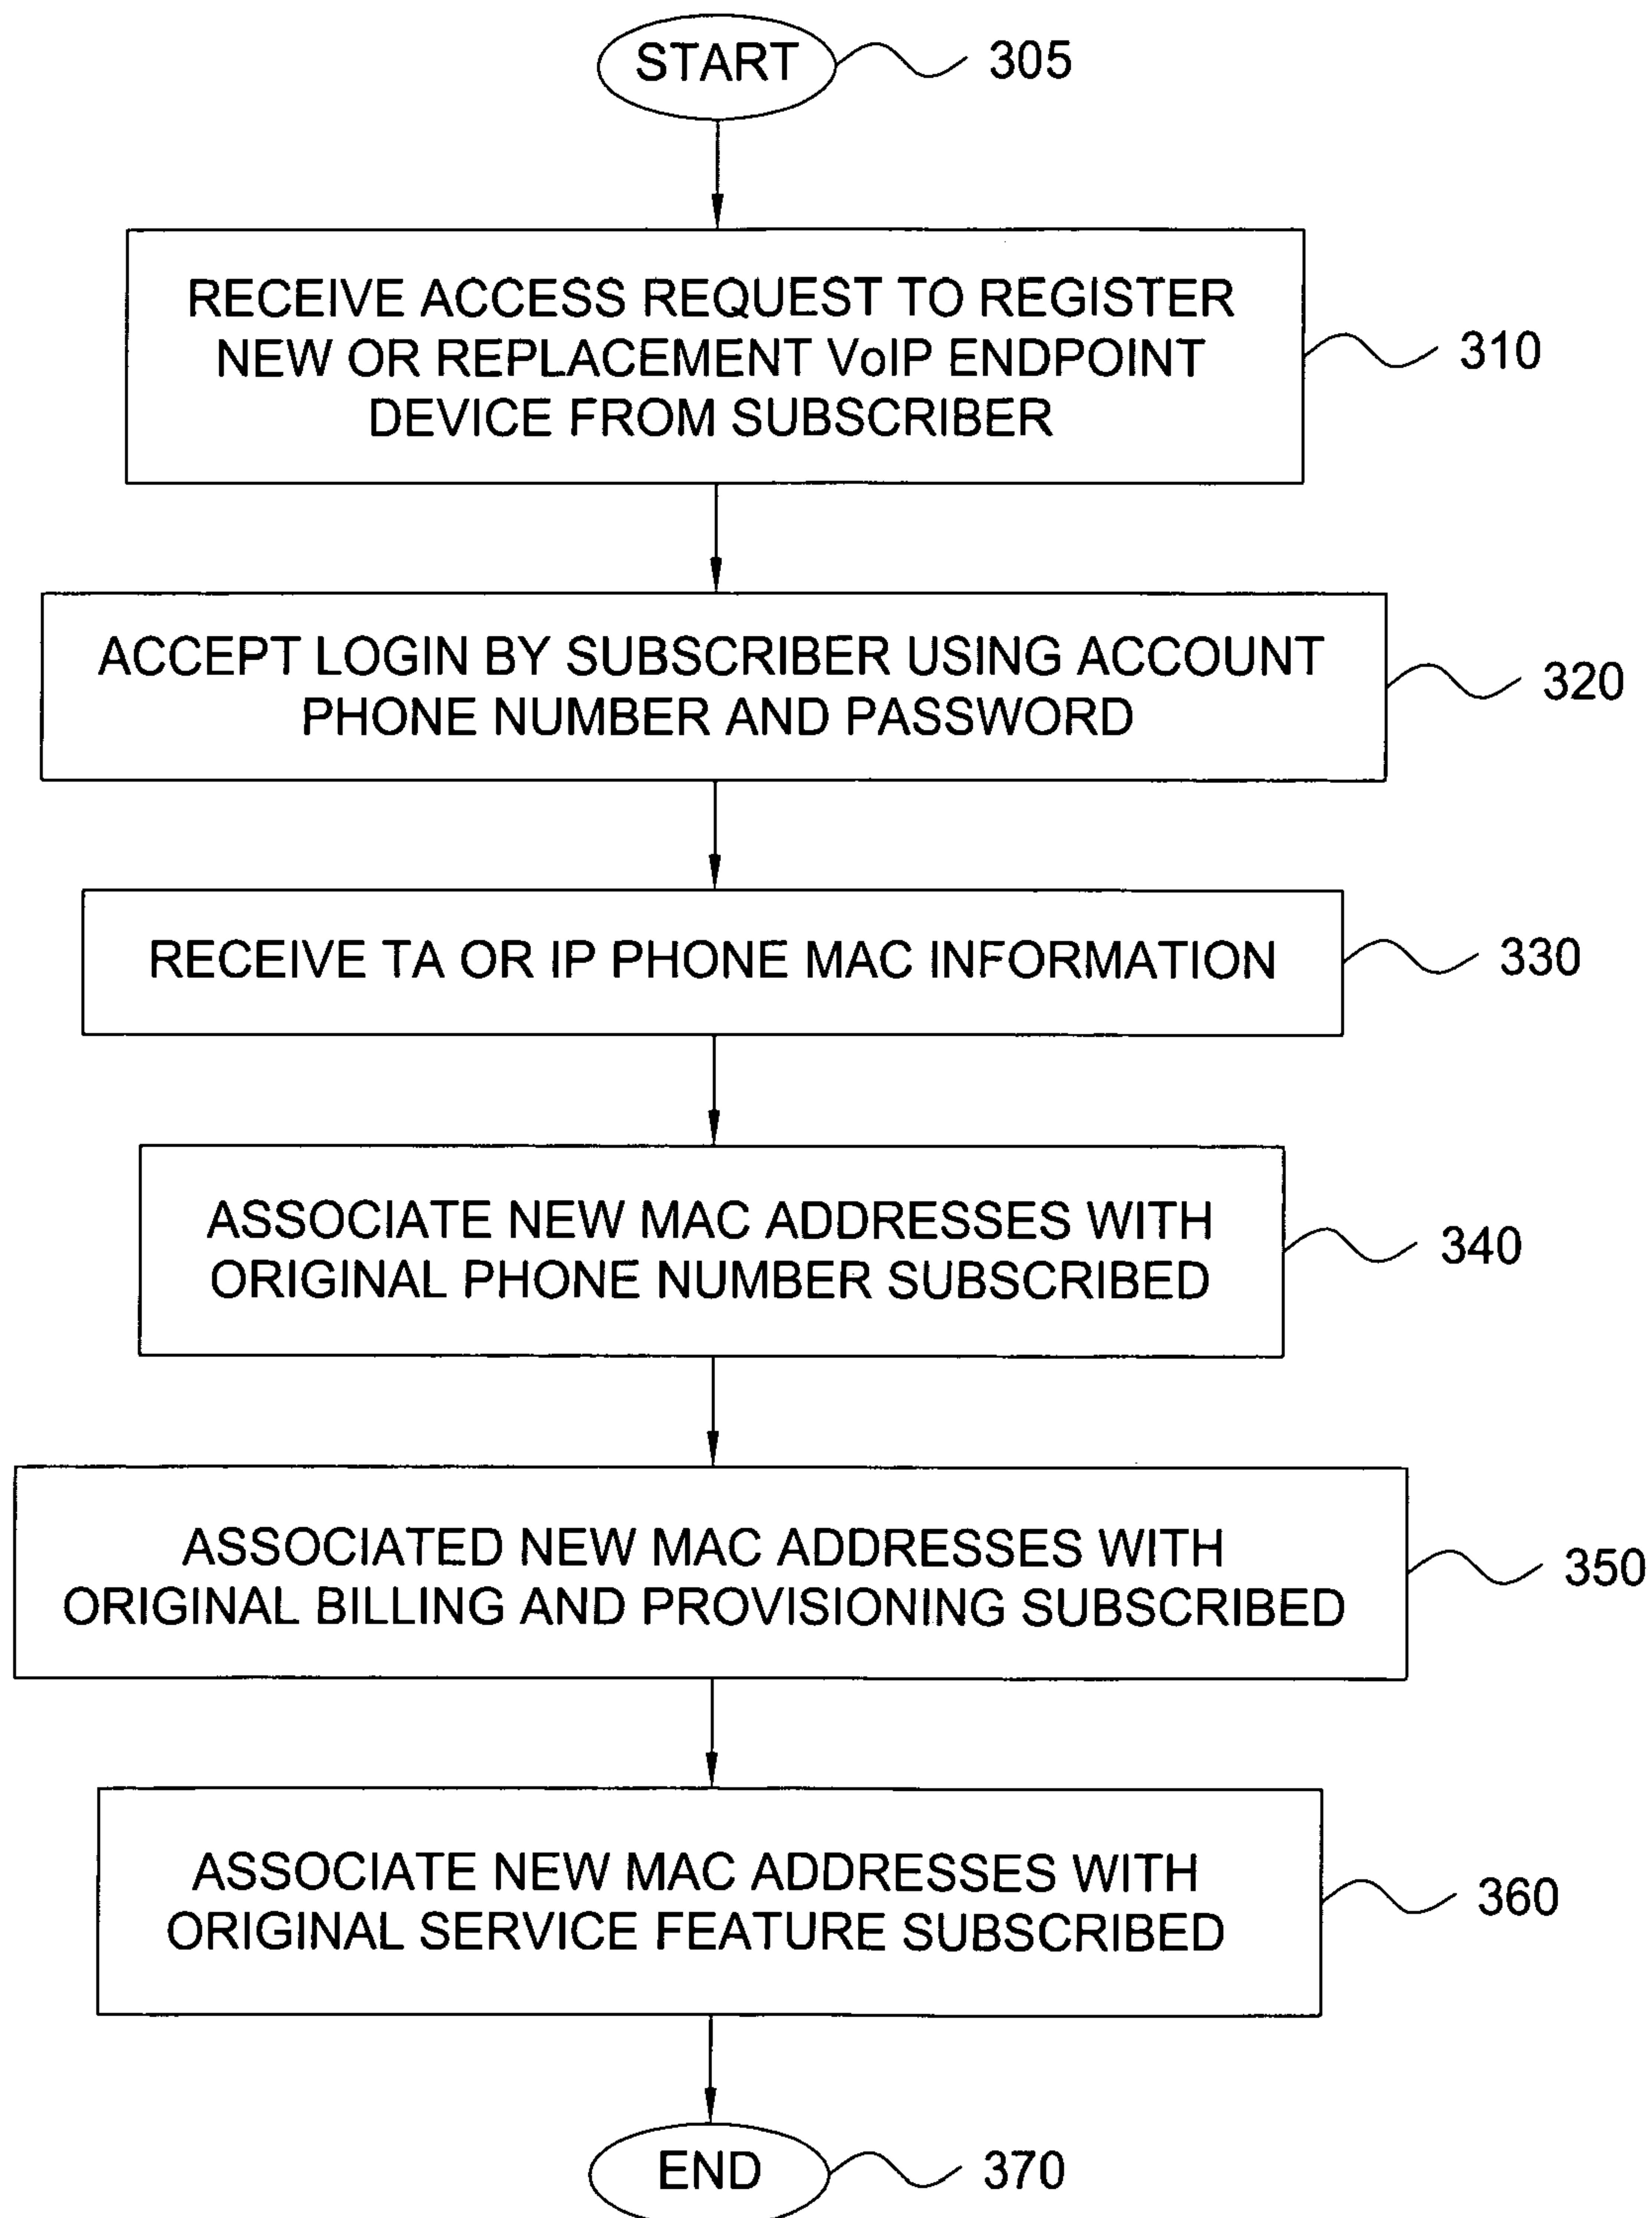 START
305
RECEIVE ACCESS REQUEST TO REGISTER
NEW OR REPLACEMENT VoIP ENDPOINT
DEVICE FROM SUBSCRIBER
310
ACCEPT LOGIN BY SUBSCRIBER USING ACCOUNT
PHONE NUMBER AND PASSWORD
320
RECEIVE TA OR IP PHONE MAC INFORMATION
330
ASSOCIATE NEW MAC ADDRESSES WITH
ORIGINAL PHONE NUMBER SUBSCRIBED
340
ASSOCIATED NEW MAC ADDRESSES WITH
ORIGINAL BILLING AND PROVISIONING SUBSCRIBED
350
ASSOCIATE NEW MAC ADDRESSES WITH
ORIGINAL SERVICE FEATURE SUBSCRIBED
360
END
370